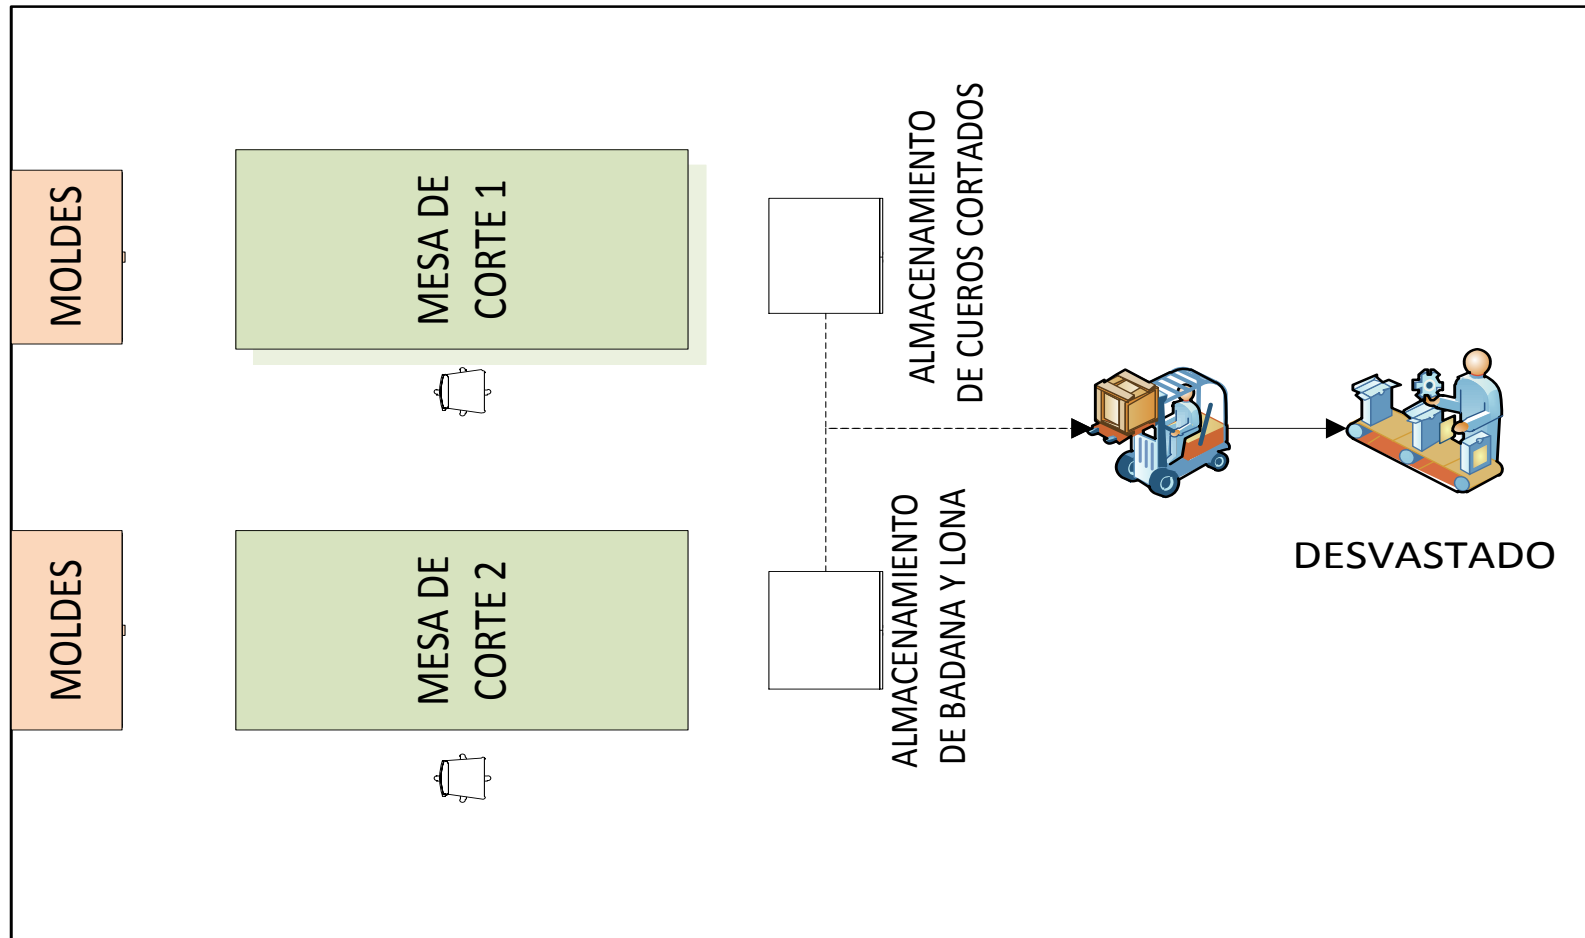 MOLDES
MESA DE
CORTE 1
ALMACENAMIENTO
DE CUEROS CORTADOS
MOLDES
MESA DE
CORTE 2
ALMACENAMIENTO
DE BADANA Y LONA
DESVASTADO